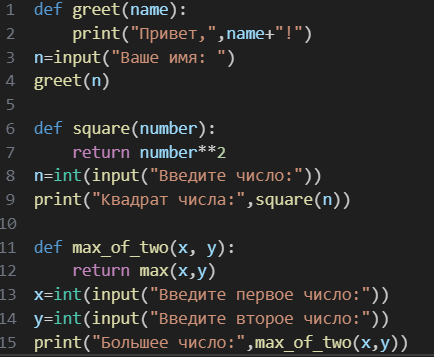 1 def greet(name):
2     print("Привет,",name+"!")
3 n=input("Ваше имя: ")
4 greet(n)
5
6 def square(number):
7     return number**2
8 n=int(input("Введите число:"))
9 print("Квадрат числа:",square(n))
10
11 def max_of_two(x, y):
12     return max(x,y)
13 x=int(input("Введите первое число:"))
14 y=int(input("Введите второе число:"))
15 print("Большее число:",max_of_two(x,y))